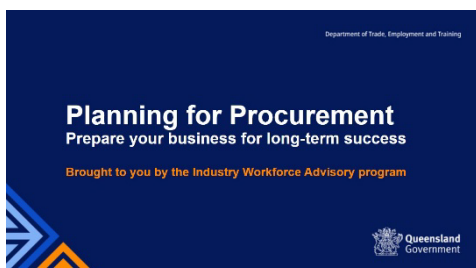 Department of Trade, Employment and Training
Planning for Procurement
Prepare your business for long-term success
Brought to you by the Industry Workforce Advisory program
Queensland
Government